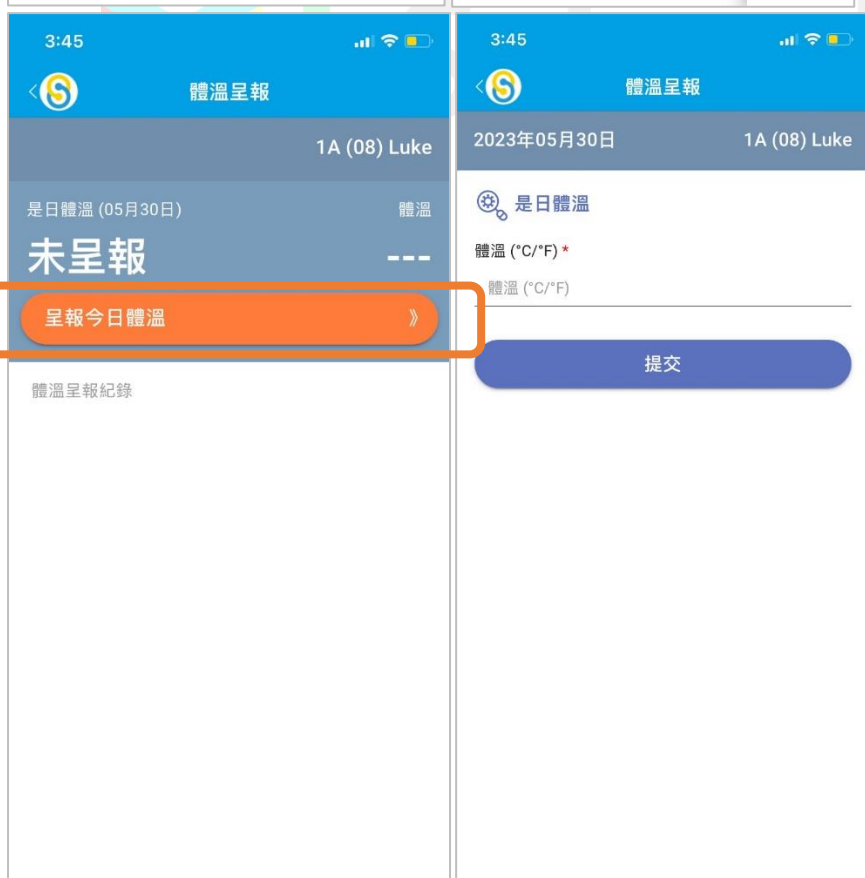 3:45
體溫呈報
1A (08) Luke
是日體溫 (05月30日) 體溫
未呈報 ---
呈報今日體溫 》
體溫呈報紀錄
3:45
體溫呈報
2023年05月30日 1A (08) Luke
是日體溫
體溫 (°C/°F) *
體溫 (°C/°F)
提交